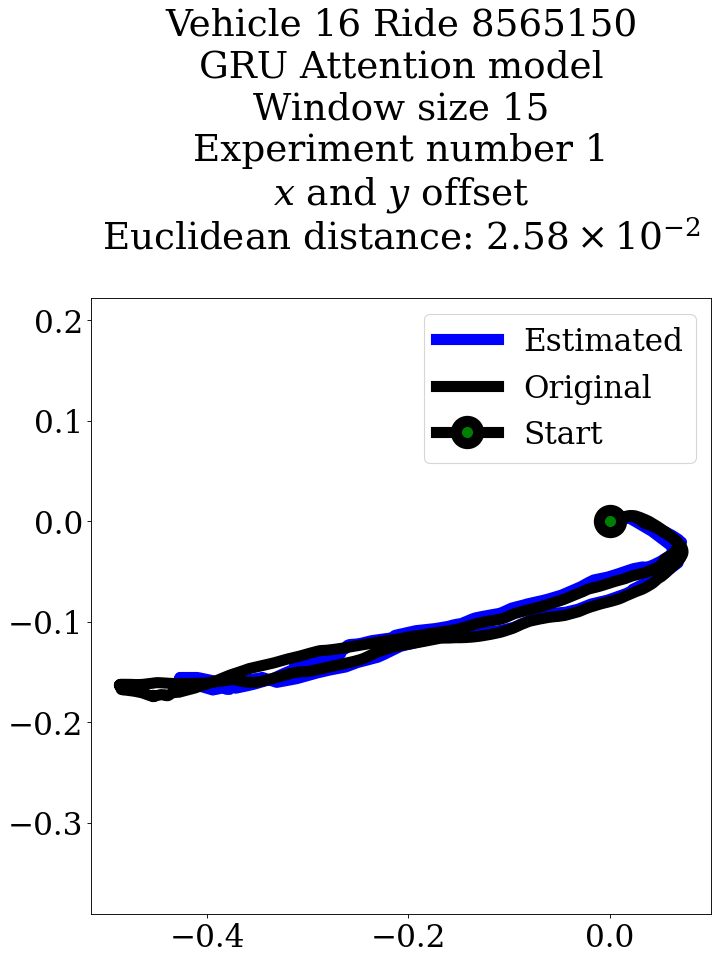 Vehicle 16 Ride 8565150
GRU Attention model
Window size 15
Experiment number 1
x and y offset
Euclidean distance: 2.58 × 10⁻²
Estimated
Original
Start
0.2
0.1
0.0
−0.1
−0.2
−0.3
−0.4
−0.2
0.0